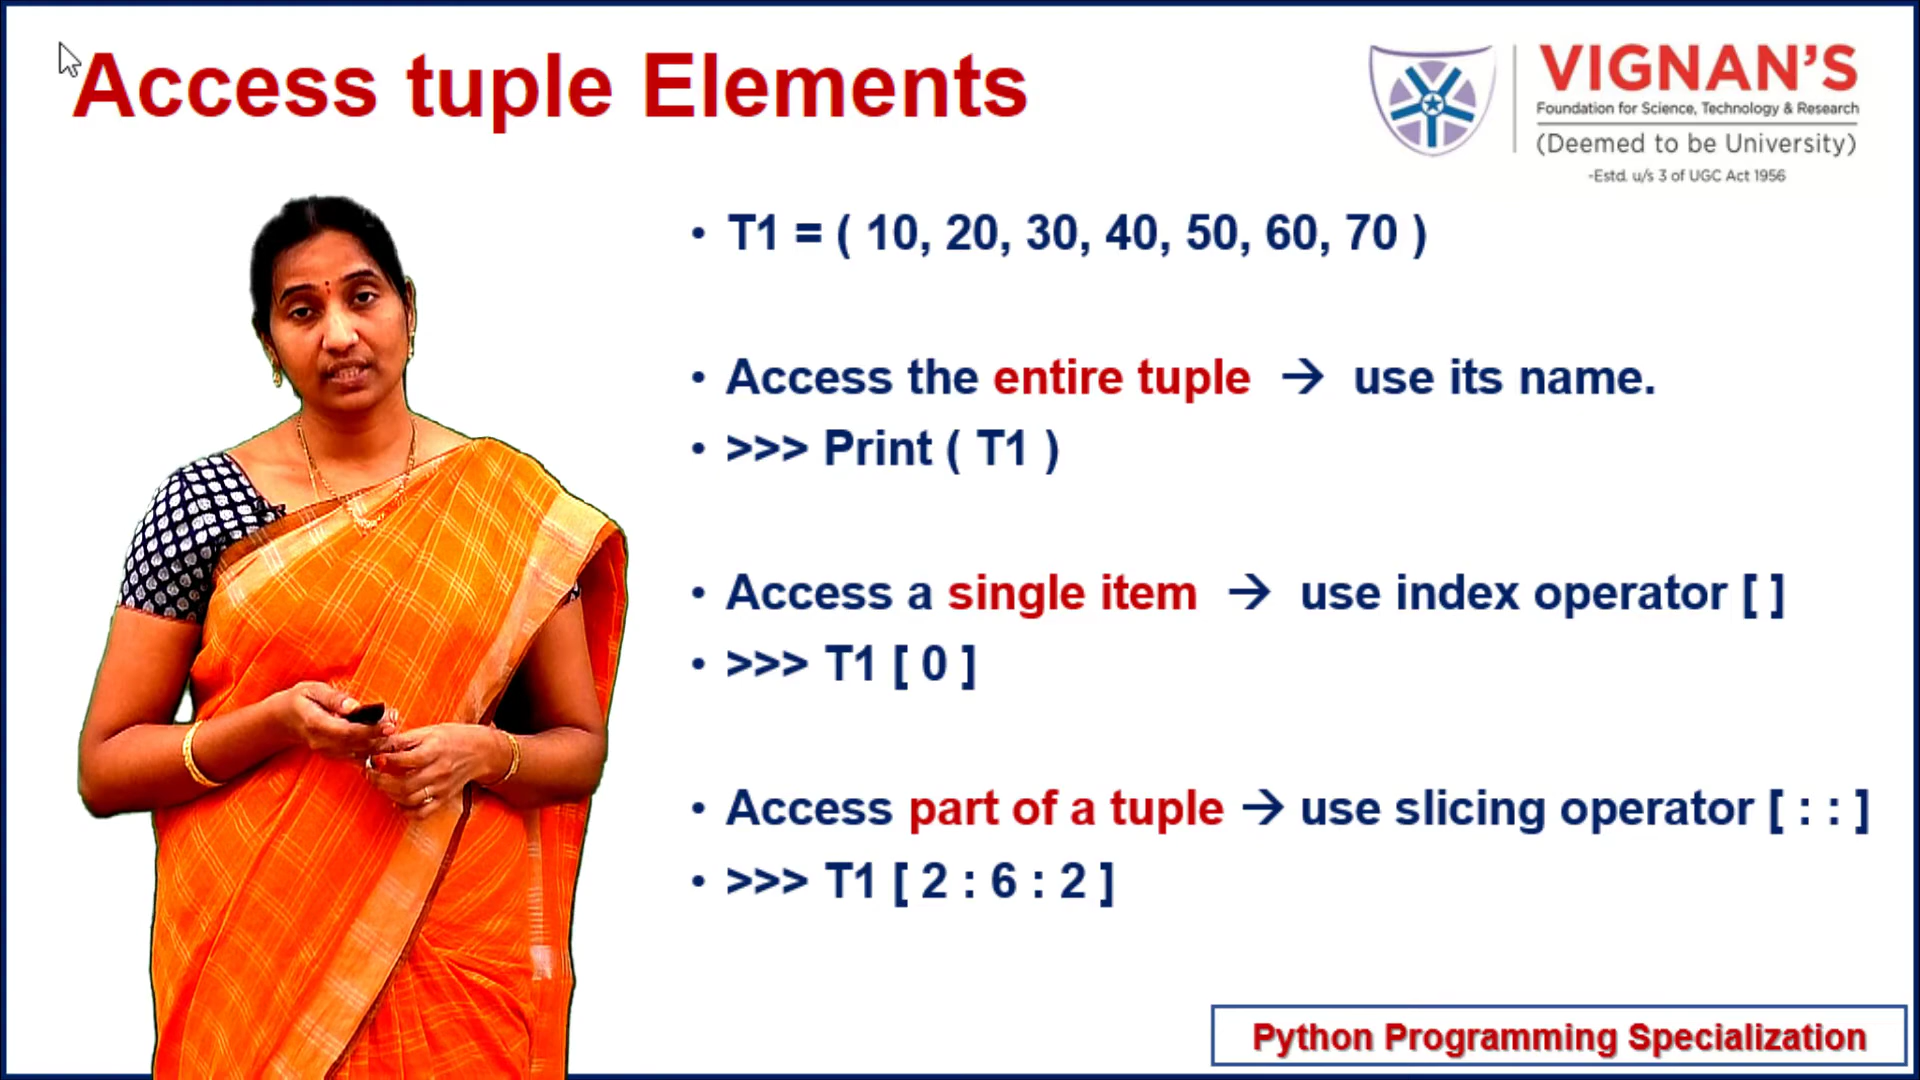 Access tuple Elements
VIGNAN'S
Foundation for Science, Technology & Research
(Deemed to be University)
-Estd. u/s 3 of UGC Act 1956
• T1 = ( 10, 20, 30, 40, 50, 60, 70 )
• Access the entire tuple → use its name.
• >>> Print ( T1 )
• Access a single item → use index operator [ ]
• >>> T1 [ 0 ]
• Access part of a tuple → use slicing operator [ : : ]
• >>> T1 [ 2 : 6 : 2 ]
Python Programming Specialization